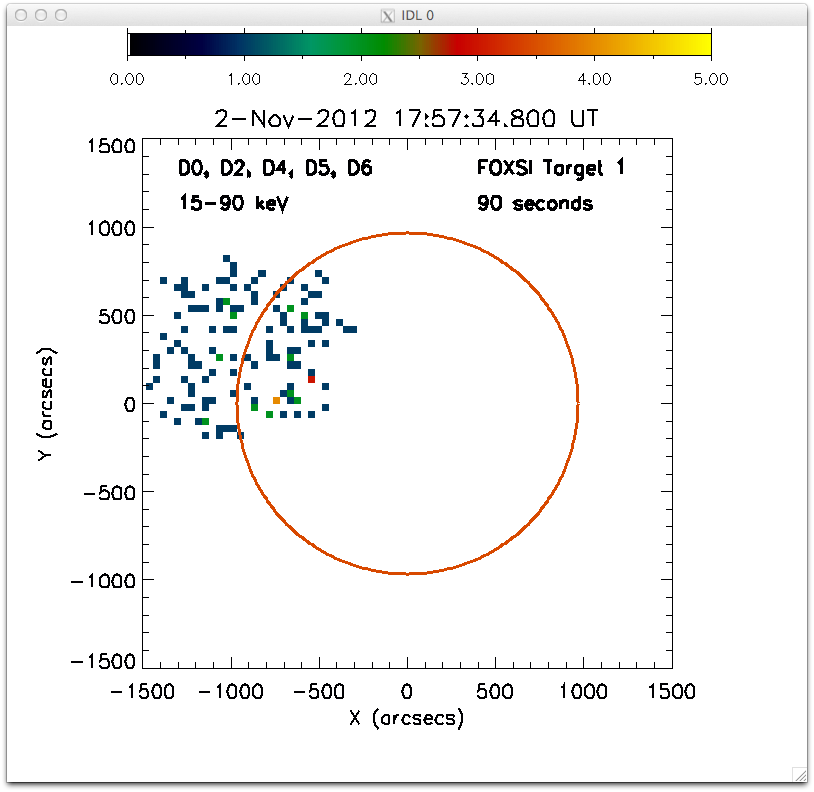 IDL 0
0.00 1.00 2.00 3.00 4.00 5.00
2-Nov-2012 17:57:34.800 UT
1500
D0, D2, D4, D5, D6 FOXSI Target 1
15-90 keV 90 seconds
1000
500
0
-500
-1000
-1500
Y (arcsecs)
-1500 -1000 -500 0 500 1000 1500
X (arcsecs)